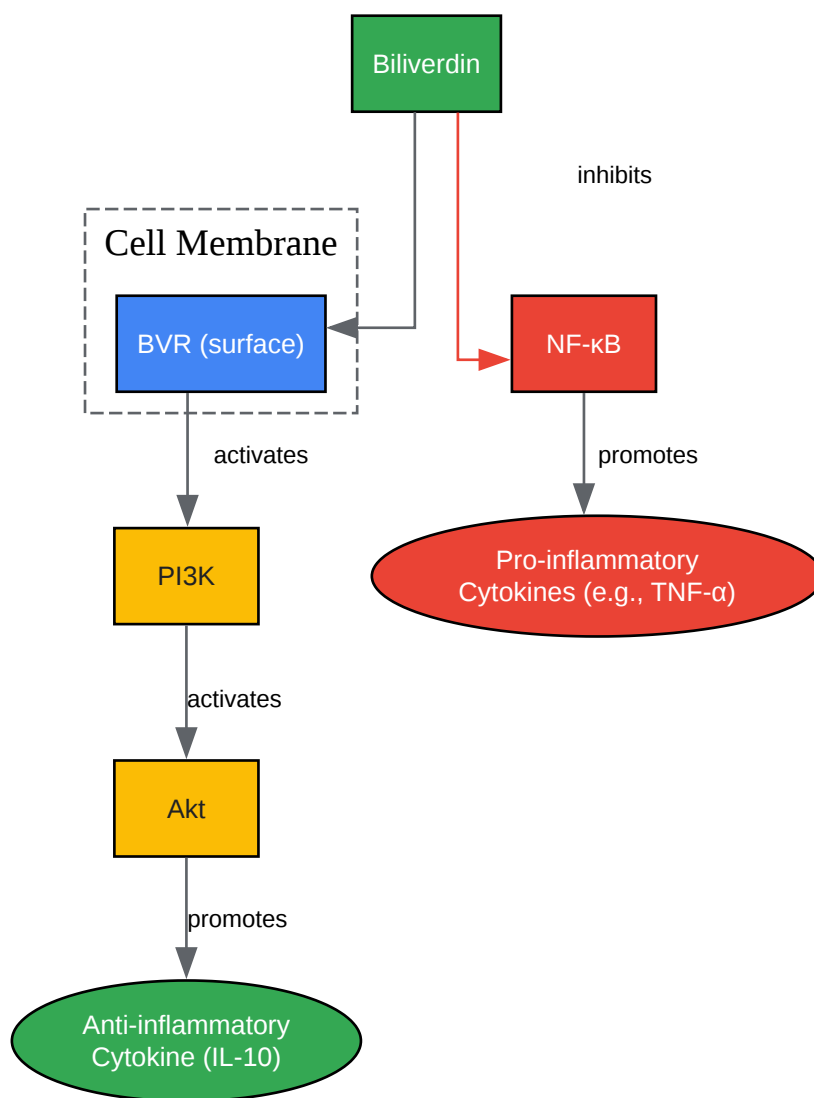 Biliverdin
inhibits
Cell Membrane
BVR (surface)
NF-κB
activates
promotes
PI3K
Pro-inflammatory
Cytokines (e.g., TNF-α)
activates
Akt
promotes
Anti-inflammatory
Cytokine (IL-10)